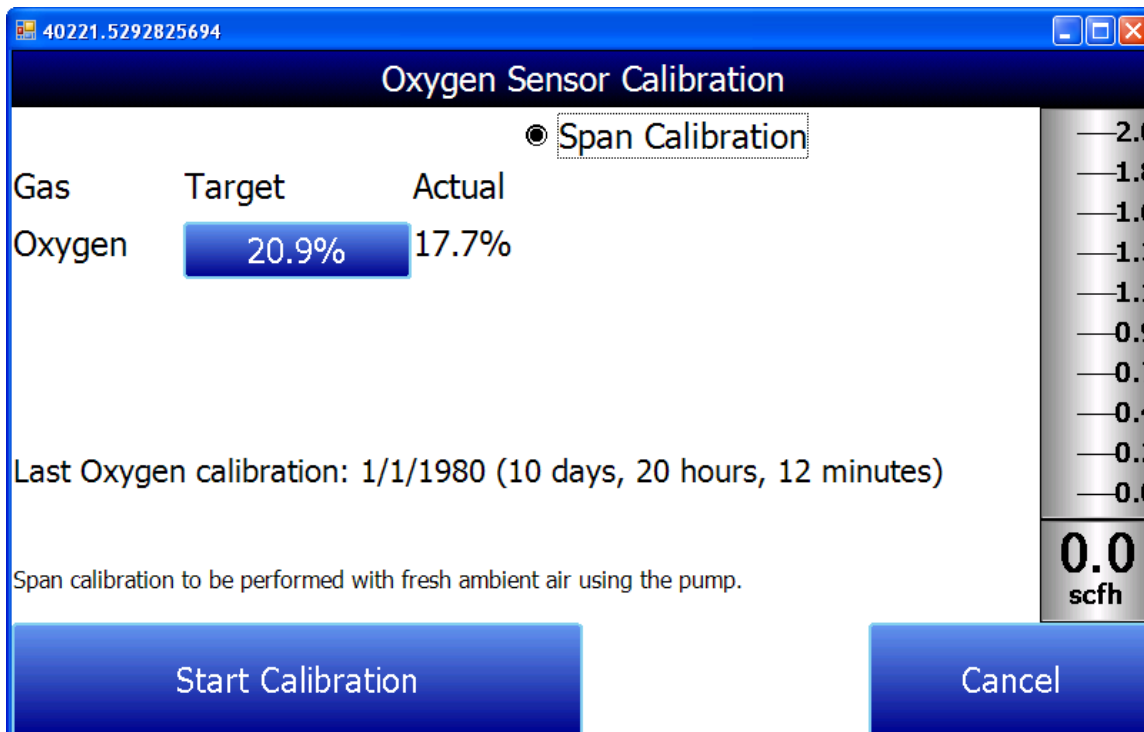 40221.5292825694
Oxygen Sensor Calibration
Span Calibration
Gas Target Actual
Oxygen 20.9% 17.7%
Last Oxygen calibration: 1/1/1980 (10 days, 20 hours, 12 minutes)
Span calibration to be performed with fresh ambient air using the pump.
0.0
scfh
Start Calibration
Cancel